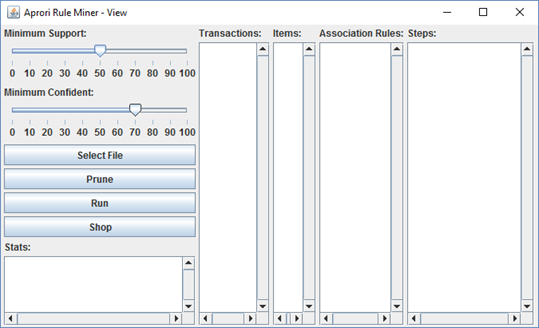 Aprori Rule Miner - View
Minimum Support:
0 10 20 30 40 50 60 70 80 90 100
Minimum Confident:
0 10 20 30 40 50 60 70 80 90 100
Select File
Prune
Run
Shop
Stats:
Transactions:
Items:
Association Rules:
Steps: